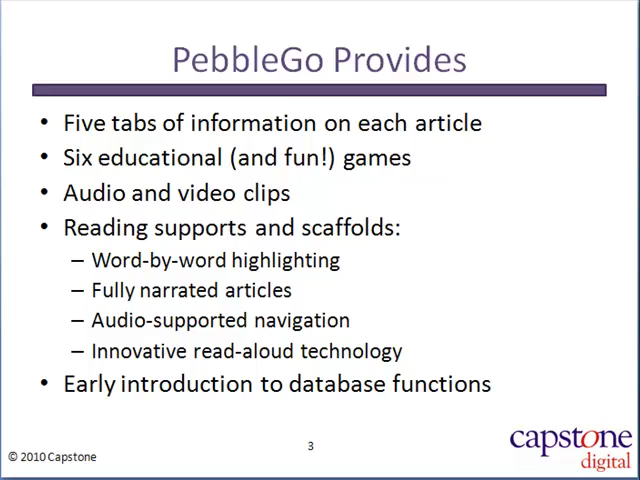 PebbleGo Provides
• Five tabs of information on each article
• Six educational (and fun!) games
• Audio and video clips
• Reading supports and scaffolds:
– Word-by-word highlighting
– Fully narrated articles
– Audio-supported navigation
– Innovative read-aloud technology
• Early introduction to database functions
© 2010 Capstone
3
capstone
digital